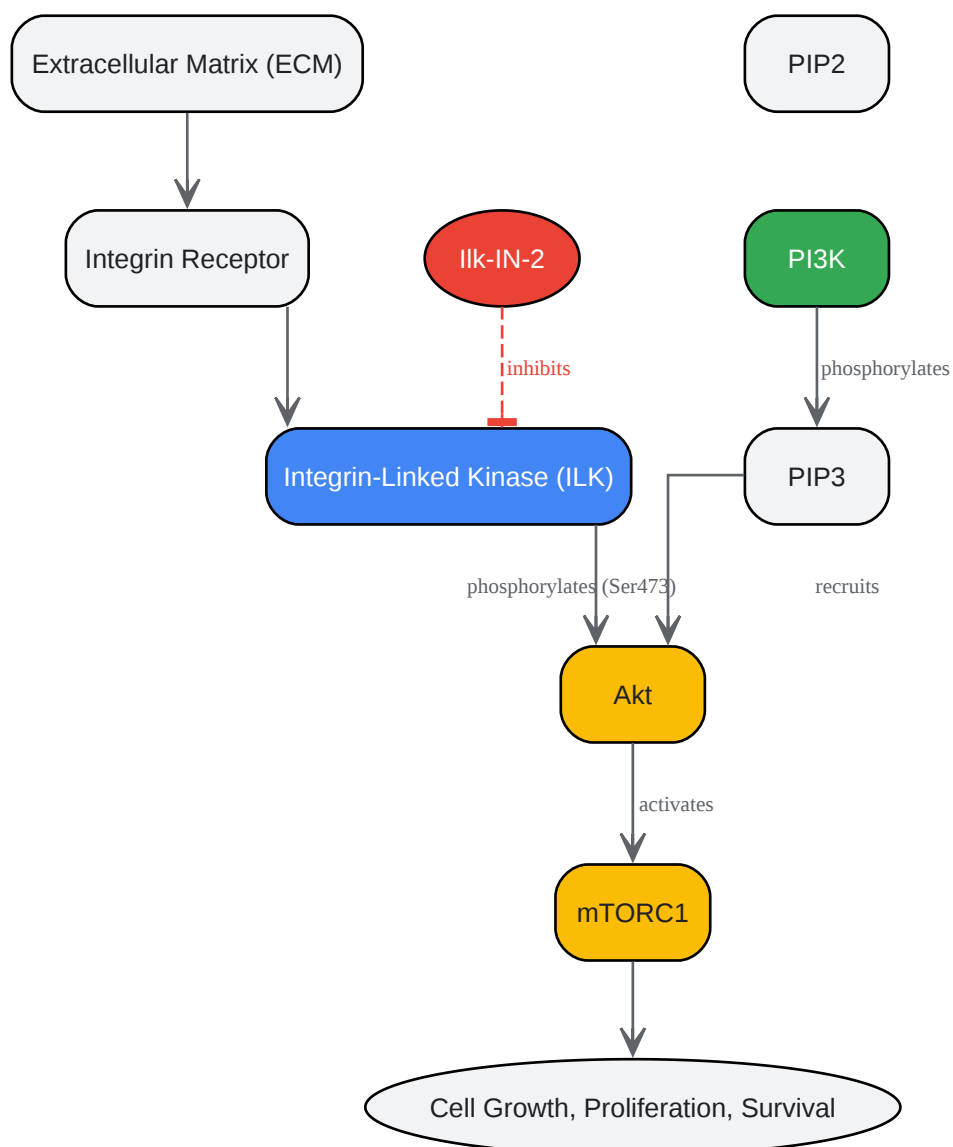 Extracellular Matrix (ECM)
PIP2
Integrin Receptor
Ilk-IN-2
PI3K
inhibits
phosphorylates
Integrin-Linked Kinase (ILK)
PIP3
phosphorylates (Ser473)
recruits
Akt
activates
mTORC1
Cell Growth, Proliferation, Survival